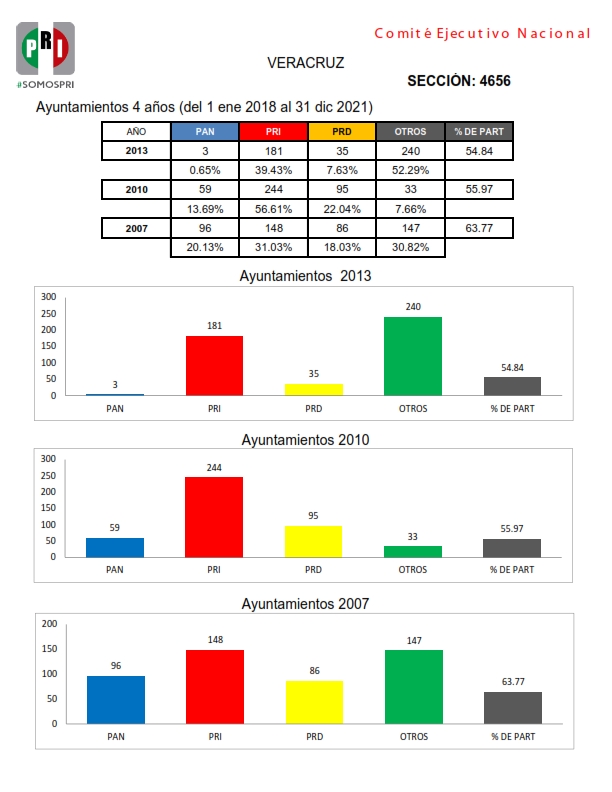 Comité Ejecutivo Nacional
PRI
#SOMOSPRI
VERACRUZ
SECCIÓN: 4656
Ayuntamientos 4 años (del 1 ene 2018 al 31 dic 2021)
AÑO PAN PRI PRD OTROS % DE PART
2013 3 181 35 240 54.84
0.65% 39.43% 7.63% 52.29%
2010 59 244 95 33 55.97
13.69% 56.61% 22.04% 7.66%
2007 96 148 86 147 63.77
20.13% 31.03% 18.03% 30.82%
Ayuntamientos 2013
300
250
200
150
100
50
0
3 181 35 240 54.84
PAN PRI PRD OTROS % DE PART
Ayuntamientos 2010
300
250
200
150
100
50
0
59 244 95 33 55.97
PAN PRI PRD OTROS % DE PART
Ayuntamientos 2007
200
150
100
50
0
96 148 86 147 63.77
PAN PRI PRD OTROS % DE PART